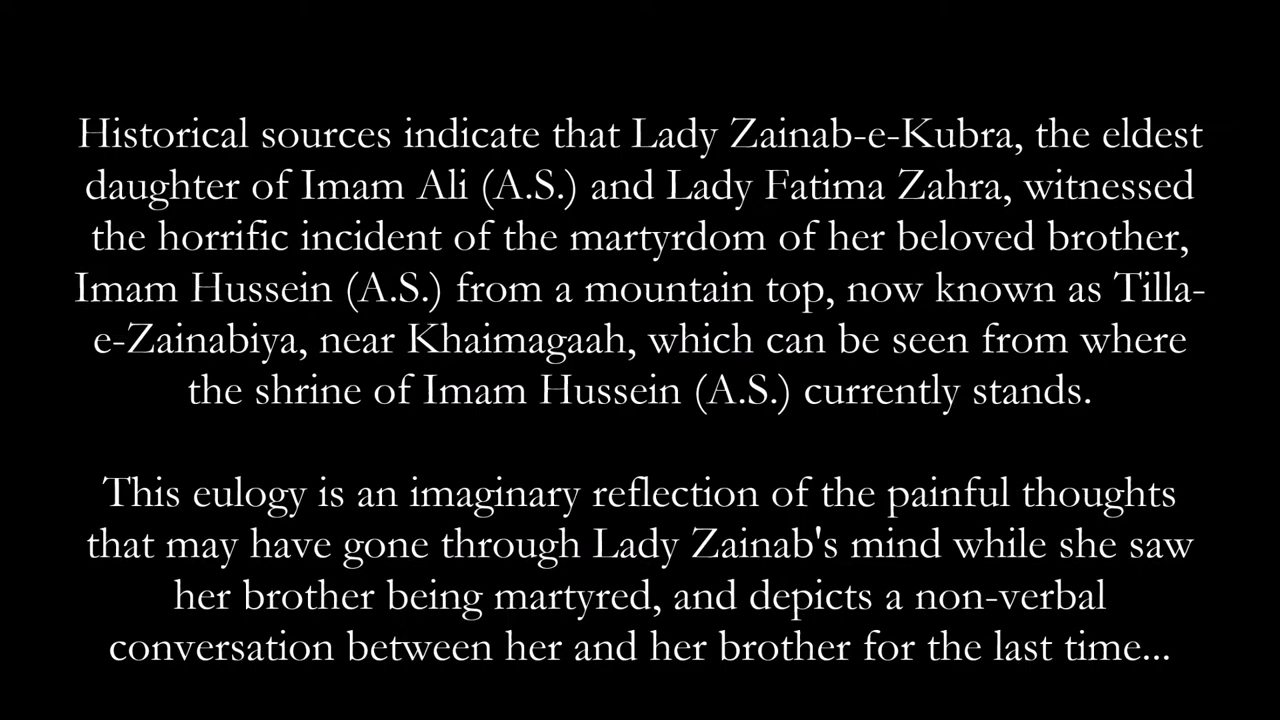 Historical sources indicate that Lady Zainab-e-Kubra, the eldest
daughter of Imam Ali (A.S.) and Lady Fatima Zahra, witnessed
the horrific incident of the martyrdom of her beloved brother,
Imam Hussein (A.S.) from a mountain top, now known as Tilla-
e-Zainabiya, near Khaimagaah, which can be seen from where
the shrine of Imam Hussein (A.S.) currently stands.
This eulogy is an imaginary reflection of the painful thoughts
that may have gone through Lady Zainab's mind while she saw
her brother being martyred, and depicts a non-verbal
conversation between her and her brother for the last time...